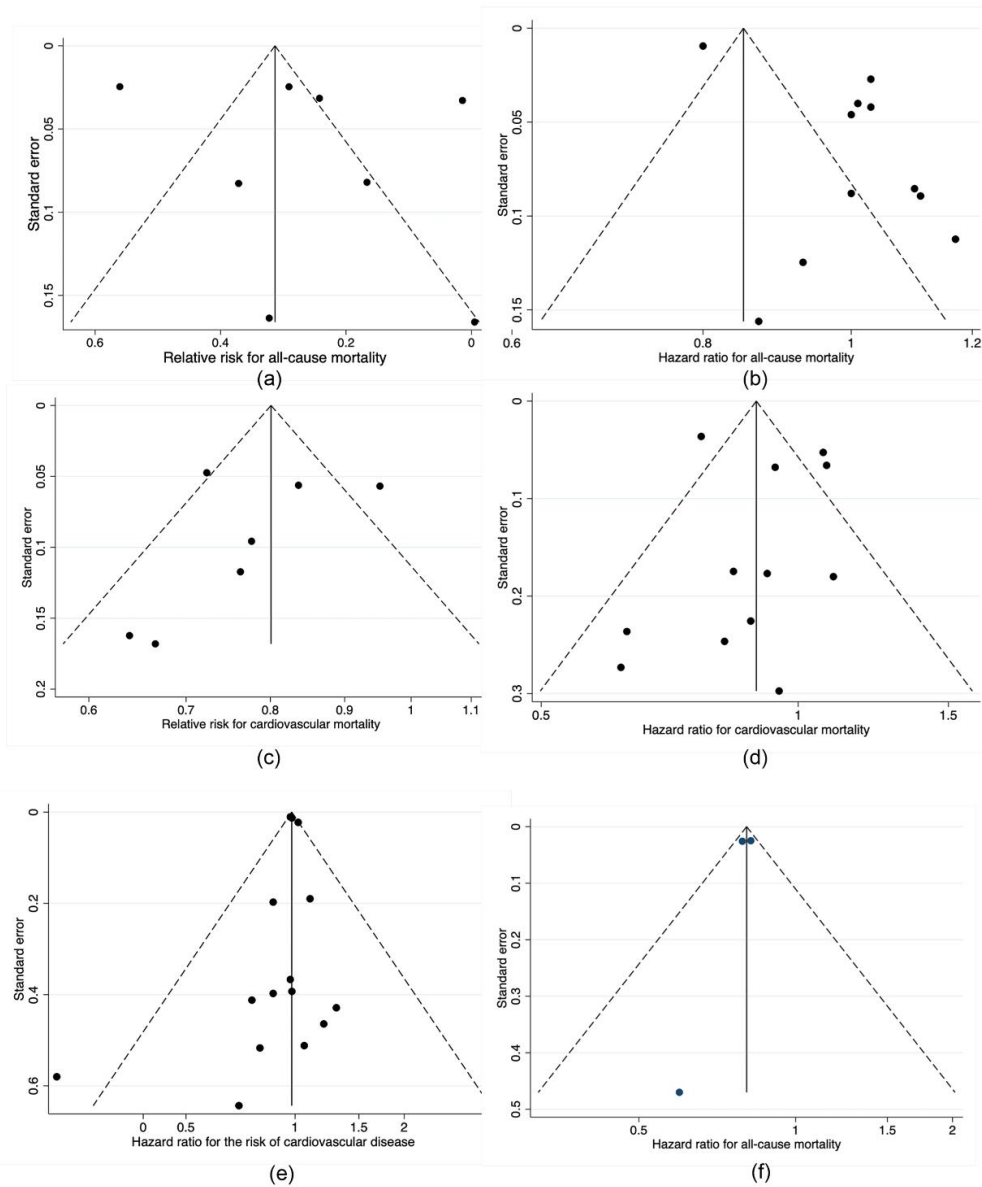 0
0.05
0.1
0.15
Standard error
0.6
0.4
0.2
0
Relative risk for all-cause mortality
(a)
0
0.05
0.1
0.15
Standard error
0.6
0.8
1
1.2
Hazard ratio for all-cause mortality
(b)
0
0.05
0.1
0.15
0.2
Standard error
0.6
0.7
0.8
0.9
1
1.1
Relative risk for cardiovascular mortality
(c)
0
0.1
0.2
0.3
Standard error
0.5
1
1.5
Hazard ratio for cardiovascular mortality
(d)
0
0.2
0.4
0.6
Standard error
0
0.5
1
1.5
2
Hazard ratio for the risk of cardiovascular disease
(e)
0
0.1
0.2
0.3
0.4
0.5
Standard error
0.5
1
1.5
2
Hazard ratio for all-cause mortality
(f)